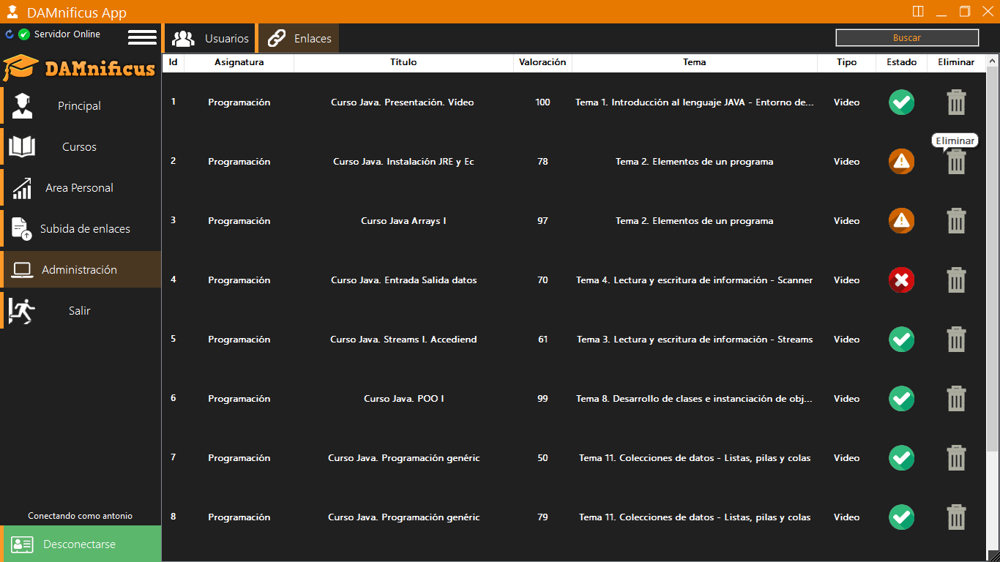 DAMnificus App
Servidor Online
DAMnificus
Principal
Cursos
Area Personal
Subida de enlaces
Administración
Salir
Conectando como antonio
Desconectarse
Usuarios Enlaces Buscar
Id Asignatura Título Valoración Tema Tipo Estado Eliminar
1 Programación Curso Java. Presentación. Vídeo 100 Tema 1. Introducción al lenguaje JAVA - Entorno de... Video
Eliminar
2 Programación Curso Java. Instalación JRE y Ec 78 Tema 2. Elementos de un programa Video
3 Programación Curso Java Arrays I 97 Tema 2. Elementos de un programa Video
4 Programación Curso Java. Entrada Salida datos 70 Tema 4. Lectura y escritura de información - Scanner Video
5 Programación Curso Java. Streams I. Accediend 61 Tema 3. Lectura y escritura de información - Streams Video
6 Programación Curso Java. POO I 99 Tema 8. Desarrollo de clases e instanciación de obj... Video
7 Programación Curso Java. Programación genéric 50 Tema 11. Colecciones de datos - Listas, pilas y colas Video
8 Programación Curso Java. Programación genéric 79 Tema 11. Colecciones de datos - Listas, pilas y colas Video